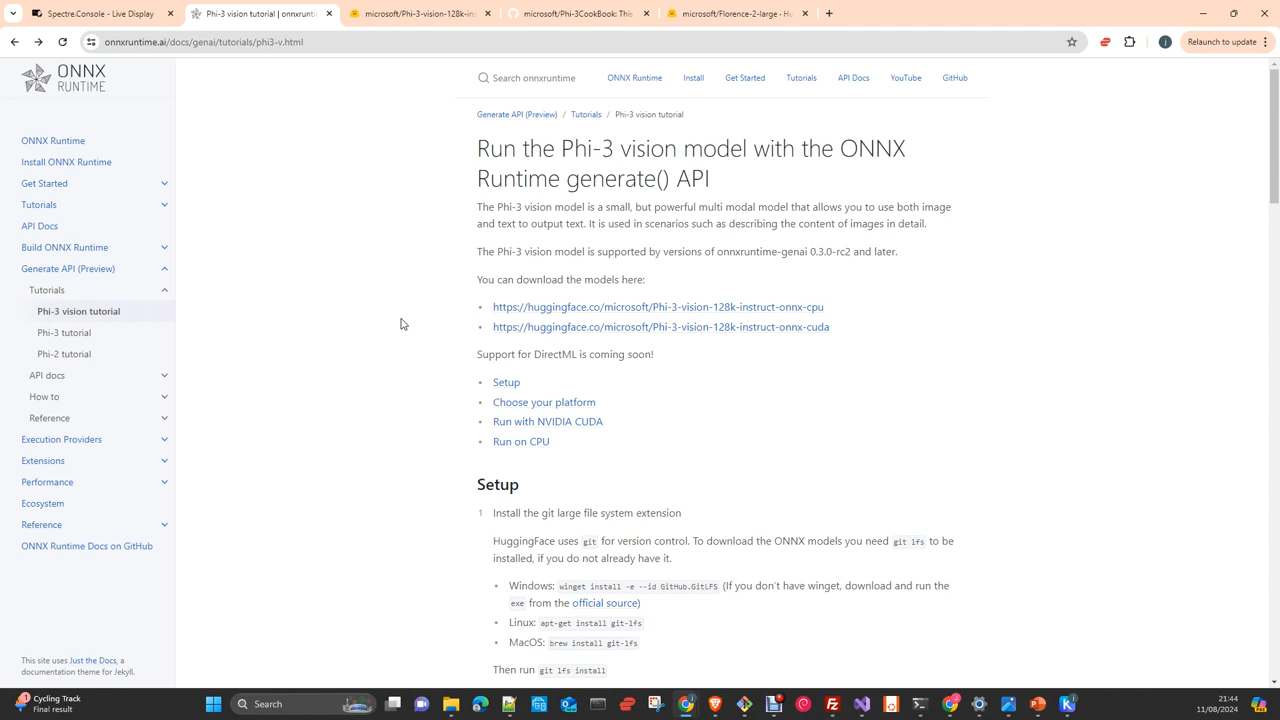 Spectre.Console - Live Display
Phi-3 vision tutorial | onnxruntim
microsoft/Phi-3-vision-128k-ins
microsoft/Phi-3CookBook: This
microsoft/Florence-2-large · Hu
onnxruntime.ai/docs/genai/tutorials/phi3-v.html
i
Relaunch to update
ONNX
RUNTIME
Search onnxruntime
ONNX Runtime
Install
Get Started
Tutorials
API Docs
YouTube
GitHub
ONNX Runtime
Install ONNX Runtime
Get Started
Tutorials
API Docs
Build ONNX Runtime
Generate API (Preview)
Tutorials
Phi-3 vision tutorial
Phi-3 tutorial
Phi-2 tutorial
API docs
How to
Reference
Execution Providers
Extensions
Performance
Ecosystem
Reference
ONNX Runtime Docs on GitHub
This site uses Just the Docs, a
documentation theme for Jekyll.
Generate API (Preview) / Tutorials / Phi-3 vision tutorial
Run the Phi-3 vision model with the ONNX
Runtime generate() API
The Phi-3 vision model is a small, but powerful multi modal model that allows you to use both image
and text to output text. It is used in scenarios such as describing the content of images in detail.
The Phi-3 vision model is supported by versions of onnxruntime-genai 0.3.0-rc2 and later.
You can download the models here:
• https://huggingface.co/microsoft/Phi-3-vision-128k-instruct-onnx-cpu
• https://huggingface.co/microsoft/Phi-3-vision-128k-instruct-onnx-cuda
Support for DirectML is coming soon!
• Setup
• Choose your platform
• Run with NVIDIA CUDA
• Run on CPU
Setup
1 Install the git large file system extension
HuggingFace uses git for version control. To download the ONNX models you need git lfs to be
installed, if you do not already have it.
• Windows: winget install -e --id GitHub.GitLFS (If you don't have winget, download and run the
exe from the official source)
• Linux: apt-get install git-lfs
• MacOS: brew install git-lfs
Then run git lfs install
Cycling Track
Final result
Search
21:44
11/08/2024